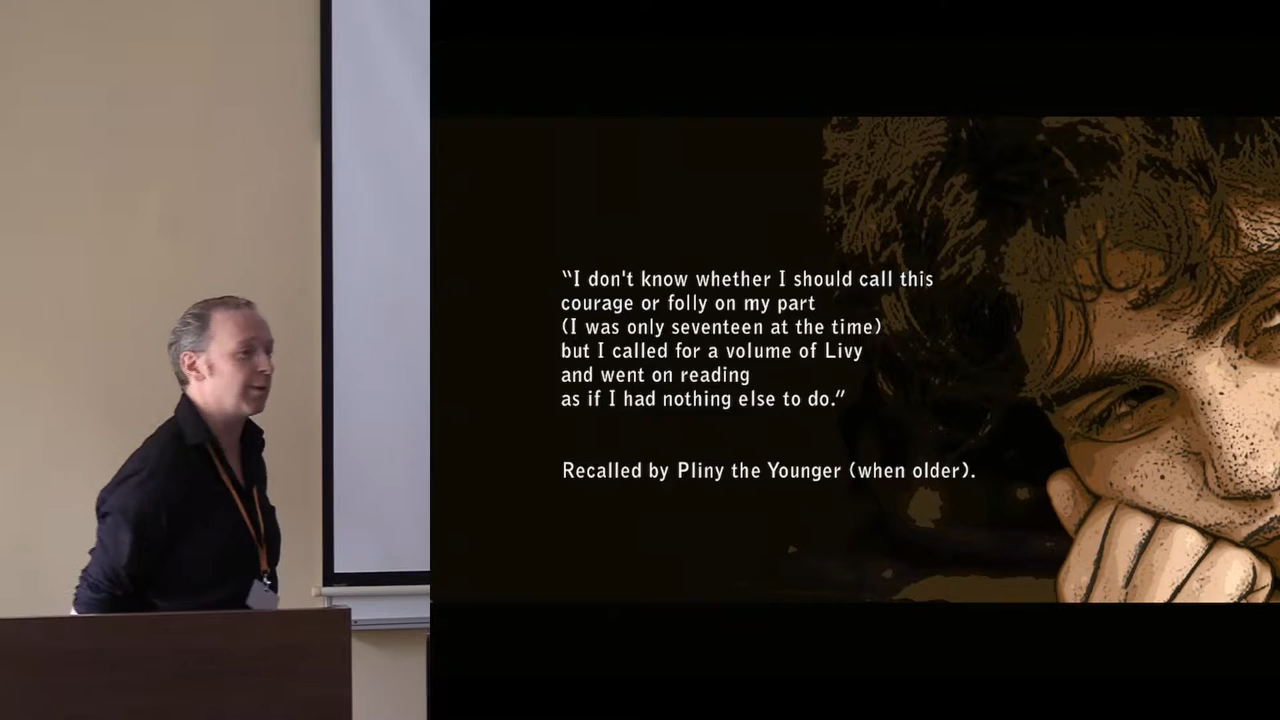 “I don't know whether I should call this
courage or folly on my part
(I was only seventeen at the time)
but I called for a volume of Livy
and went on reading
as if I had nothing else to do.”
Recalled by Pliny the Younger (when older).